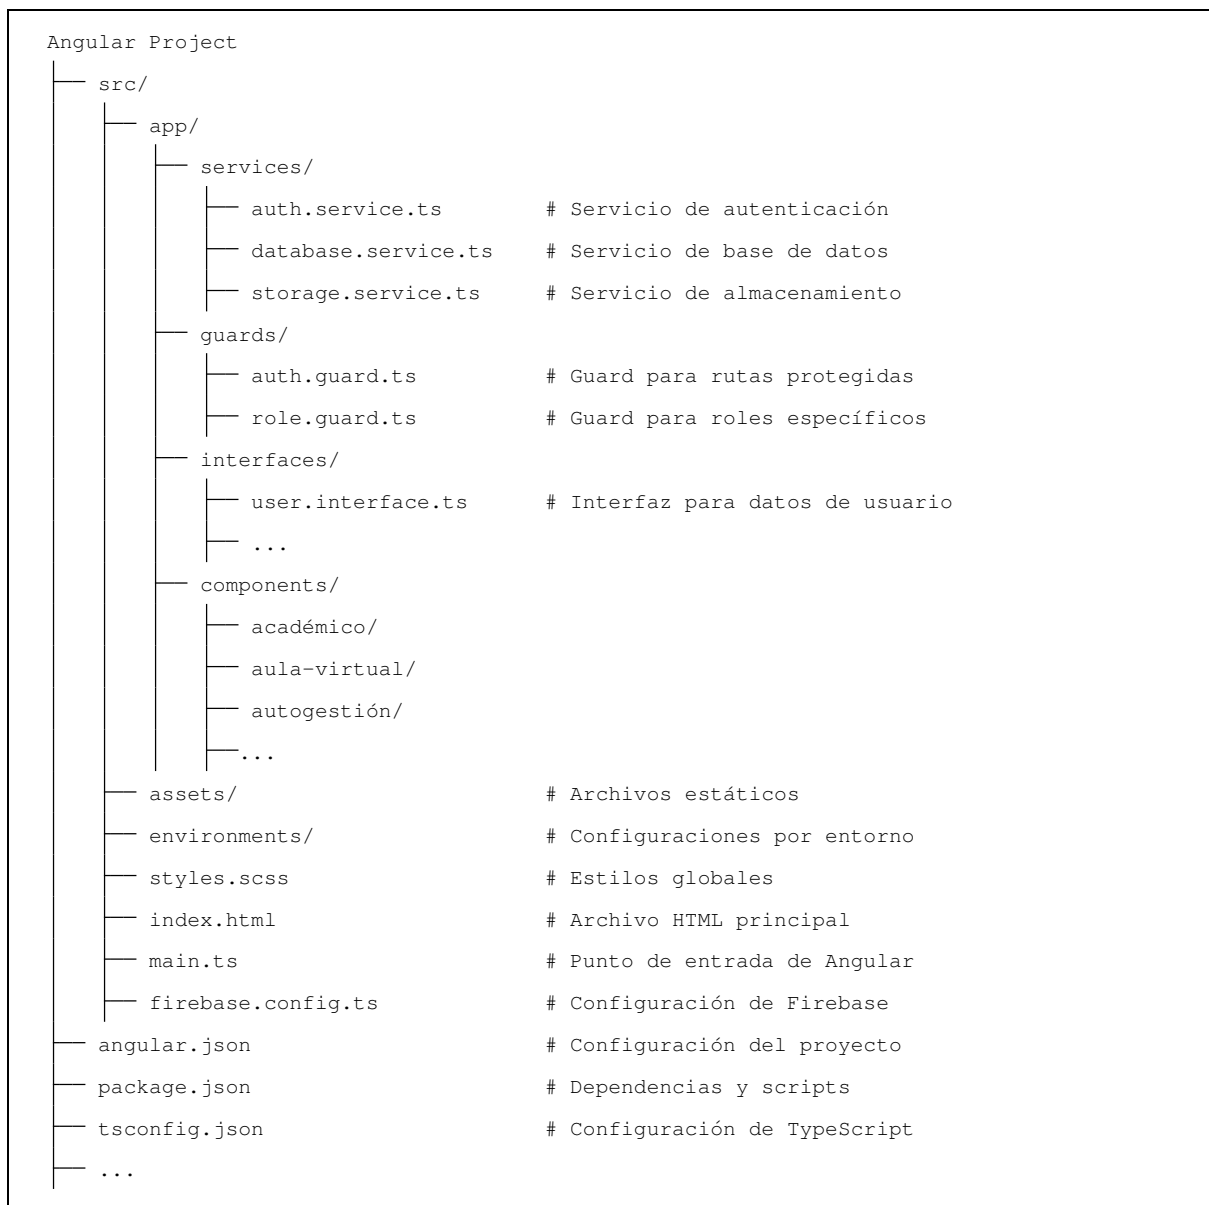 Angular Project
├── src/
│   ├── app/
│   │   ├── services/
│   │   │   ├── auth.service.ts        # Servicio de autenticación
│   │   │   ├── database.service.ts    # Servicio de base de datos
│   │   │   ├── storage.service.ts     # Servicio de almacenamiento
│   │   ├── guards/
│   │   │   ├── auth.guard.ts          # Guard para rutas protegidas
│   │   │   ├── role.guard.ts          # Guard para roles específicos
│   │   ├── interfaces/
│   │   │   ├── user.interface.ts      # Interfaz para datos de usuario
│   │   │   ├── ...
│   │   ├── components/
│   │   │   ├── académico/
│   │   │   ├── aula-virtual/
│   │   │   ├── autogestión/
│   │   │   ├──...
│   ├── assets/                        # Archivos estáticos
│   ├── environments/                  # Configuraciones por entorno
│   ├── styles.scss                    # Estilos globales
│   ├── index.html                     # Archivo HTML principal
│   ├── main.ts                        # Punto de entrada de Angular
│   ├── firebase.config.ts             # Configuración de Firebase
├── angular.json                       # Configuración del proyecto
├── package.json                       # Dependencias y scripts
├── tsconfig.json                      # Configuración de TypeScript
├── ...